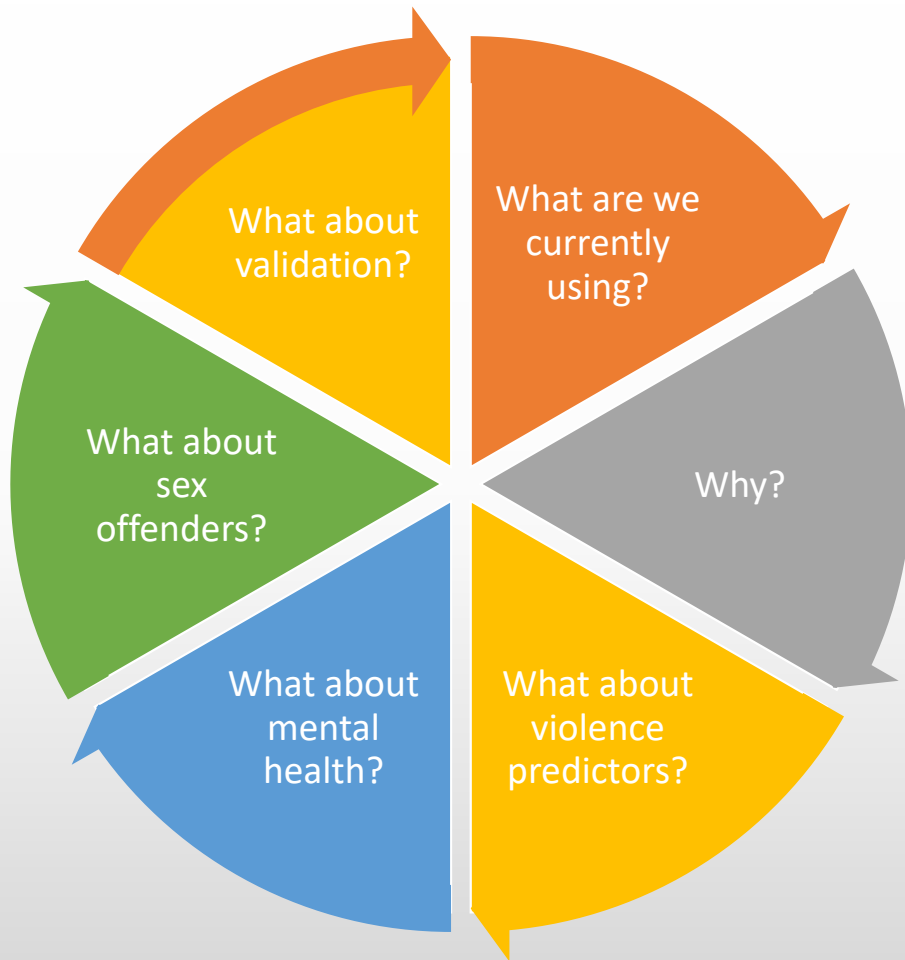 What are we
currently
using?
Why?
What about
violence
predictors?
What about
mental
health?
What about
sex
offenders?
What about
validation?